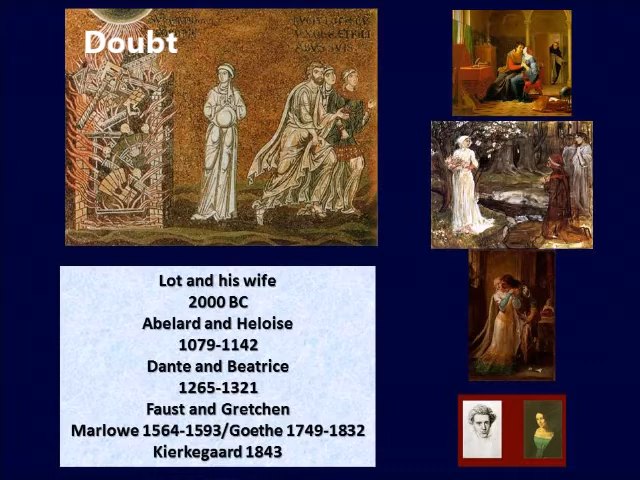 Doubt
Lot and his wife
2000 BC
Abelard and Heloise
1079-1142
Dante and Beatrice
1265-1321
Faust and Gretchen
Marlowe 1564-1593/Goethe 1749-1832
Kierkegaard 1843